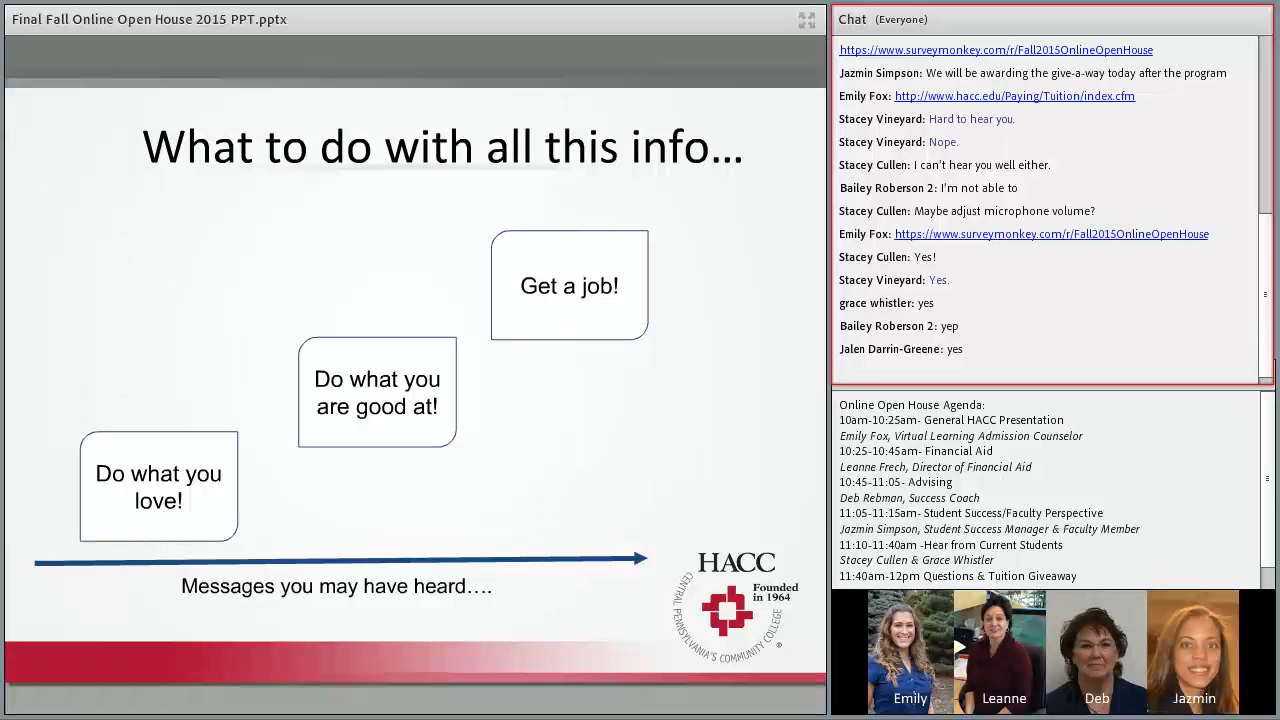 Final Fall Online Open House 2015 PPT.pptx
What to do with all this info...
Get a job!
Do what you
are good at!
Do what you
love!
Messages you may have heard....
HACC
Founded
in 1964
CENTRAL PENNSYLVANIA'S COMMUNITY COLLEGE
®
Chat (Everyone)
https://www.surveymonkey.com/r/Fall2015OnlineOpenHouse
Jazmin Simpson: We will be awarding the give-a-way today after the program
Emily Fox: http://www.hacc.edu/Paying/Tuition/index.cfm
Stacey Vineyard: Hard to hear you.
Stacey Vineyard: Nope.
Stacey Cullen: I can't hear you well either.
Bailey Roberson 2: I'm not able to
Stacey Cullen: Maybe adjust microphone volume?
Emily Fox: https://www.surveymonkey.com/r/Fall2015OnlineOpenHouse
Stacey Cullen: Yes!
Stacey Vineyard: Yes.
grace whistler: yes
Bailey Roberson 2: yep
Jalen Darrin-Greene: yes
Online Open House Agenda:
10am-10:25am- General HACC Presentation
Emily Fox, Virtual Learning Admission Counselor
10:25-10:45am- Financial Aid
Leanne Frech, Director of Financial Aid
10:45-11:05- Advising
Deb Rebman, Success Coach
11:05-11:15am- Student Success/Faculty Perspective
Jazmin Simpson, Student Success Manager & Faculty Member
11:10-11:40am -Hear from Current Students
Stacey Cullen & Grace Whistler
11:40am-12pm Questions & Tuition Giveaway
Emily
Leanne
Deb
Jazmin